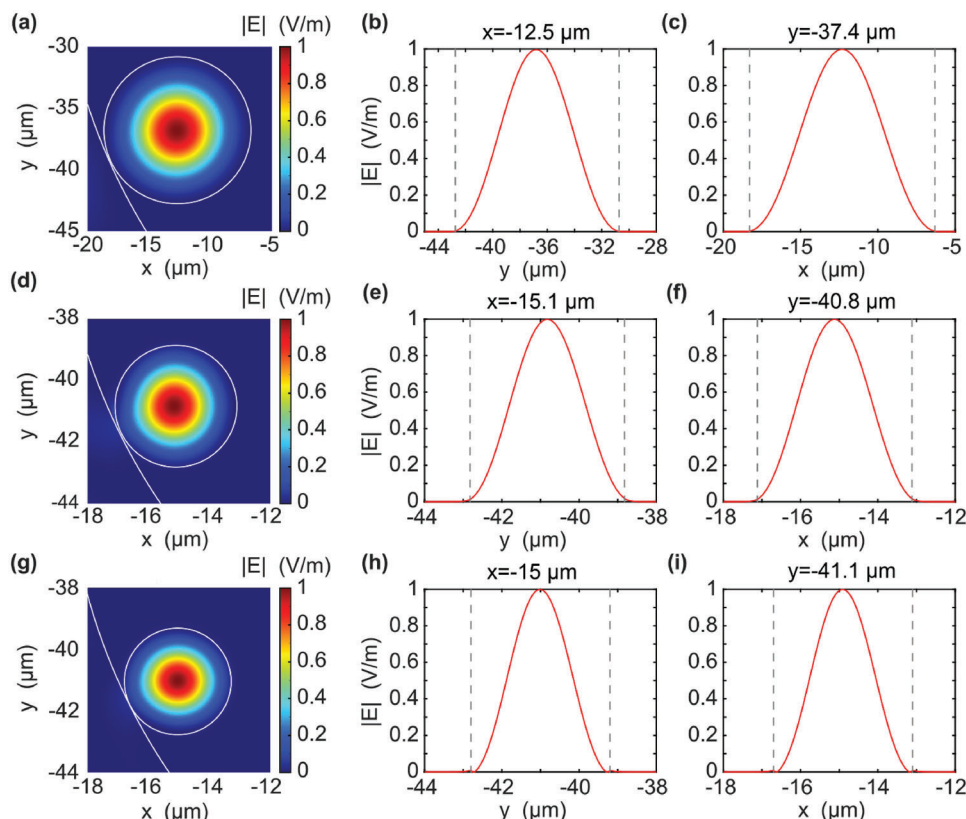 (a) |E| (V/m)
-30
-35
-40
-45
y (µm)
-20 -15 -10 -5
x (µm)
1
0.8
0.6
0.4
0.2
0
(b) x=-12.5 µm
1
0.8
0.6
0.4
0.2
0
|E| (V/m)
-44 -40 -36 -32 -28
y (µm)
(c) y=-37.4 µm
1
0.8
0.6
0.4
0.2
0
-20 -15 -10 -5
x (µm)
(d) |E| (V/m)
-38
-40
-42
-44
y (µm)
-18 -16 -14 -12
x (µm)
1
0.8
0.6
0.4
0.2
0
(e) x=-15.1 µm
1
0.8
0.6
0.4
0.2
0
|E| (V/m)
-44 -42 -40 -38
y (µm)
(f) y=-40.8 µm
1
0.8
0.6
0.4
0.2
0
-18 -16 -14 -12
x (µm)
(g) |E| (V/m)
-38
-40
-42
-44
y (µm)
-18 -16 -14 -12
x (µm)
1
0.8
0.6
0.4
0.2
0
(h) x=-15 µm
1
0.8
0.6
0.4
0.2
0
|E| (V/m)
-44 -42 -40 -38
y (µm)
(i) y=-41.1 µm
1
0.8
0.6
0.4
0.2
0
-18 -16 -14 -12
x (µm)